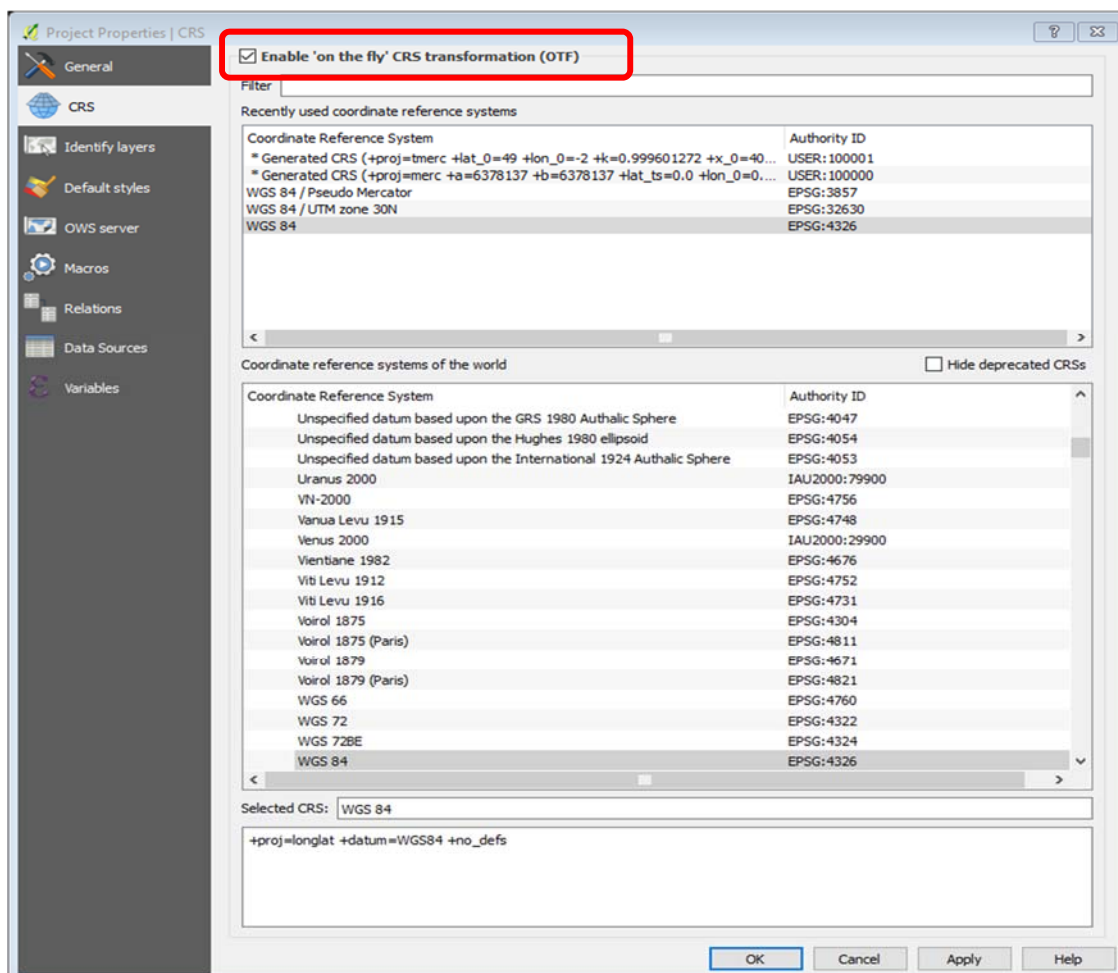 Project Properties | CRS
General
CRS
Identify layers
Default styles
OWS server
Macros
Relations
Data Sources
Variables
Enable 'on the fly' CRS transformation (OTF)
Filter
Recently used coordinate reference systems
Coordinate Reference System Authority ID
* Generated CRS (+proj=tmerc +lat_0=49 +lon_0=-2 +k=0.999601272 +x_0=40... USER:100001
* Generated CRS (+proj=merc +a=6378137 +b=6378137 +lat_ts=0.0 +lon_0=0.... USER:100000
WGS 84 / Pseudo Mercator EPSG:3857
WGS 84 / UTM zone 30N EPSG:32630
WGS 84 EPSG:4326
Coordinate reference systems of the world Hide deprecated CRSs
Coordinate Reference System Authority ID
Unspecified datum based upon the GRS 1980 Authalic Sphere EPSG:4047
Unspecified datum based upon the Hughes 1980 ellipsoid EPSG:4054
Unspecified datum based upon the International 1924 Authalic Sphere EPSG:4053
Uranus 2000 IAU2000:79900
VN-2000 EPSG:4756
Vanua Levu 1915 EPSG:4748
Venus 2000 IAU2000:29900
Vientiane 1982 EPSG:4676
Viti Levu 1912 EPSG:4752
Viti Levu 1916 EPSG:4731
Voirol 1875 EPSG:4304
Voirol 1875 (Paris) EPSG:4811
Voirol 1879 EPSG:4671
Voirol 1879 (Paris) EPSG:4821
WGS 66 EPSG:4760
WGS 72 EPSG:4322
WGS 72BE EPSG:4324
WGS 84 EPSG:4326
Selected CRS: WGS 84
+proj=longlat +datum=WGS84 +no_defs
OK Cancel Apply Help